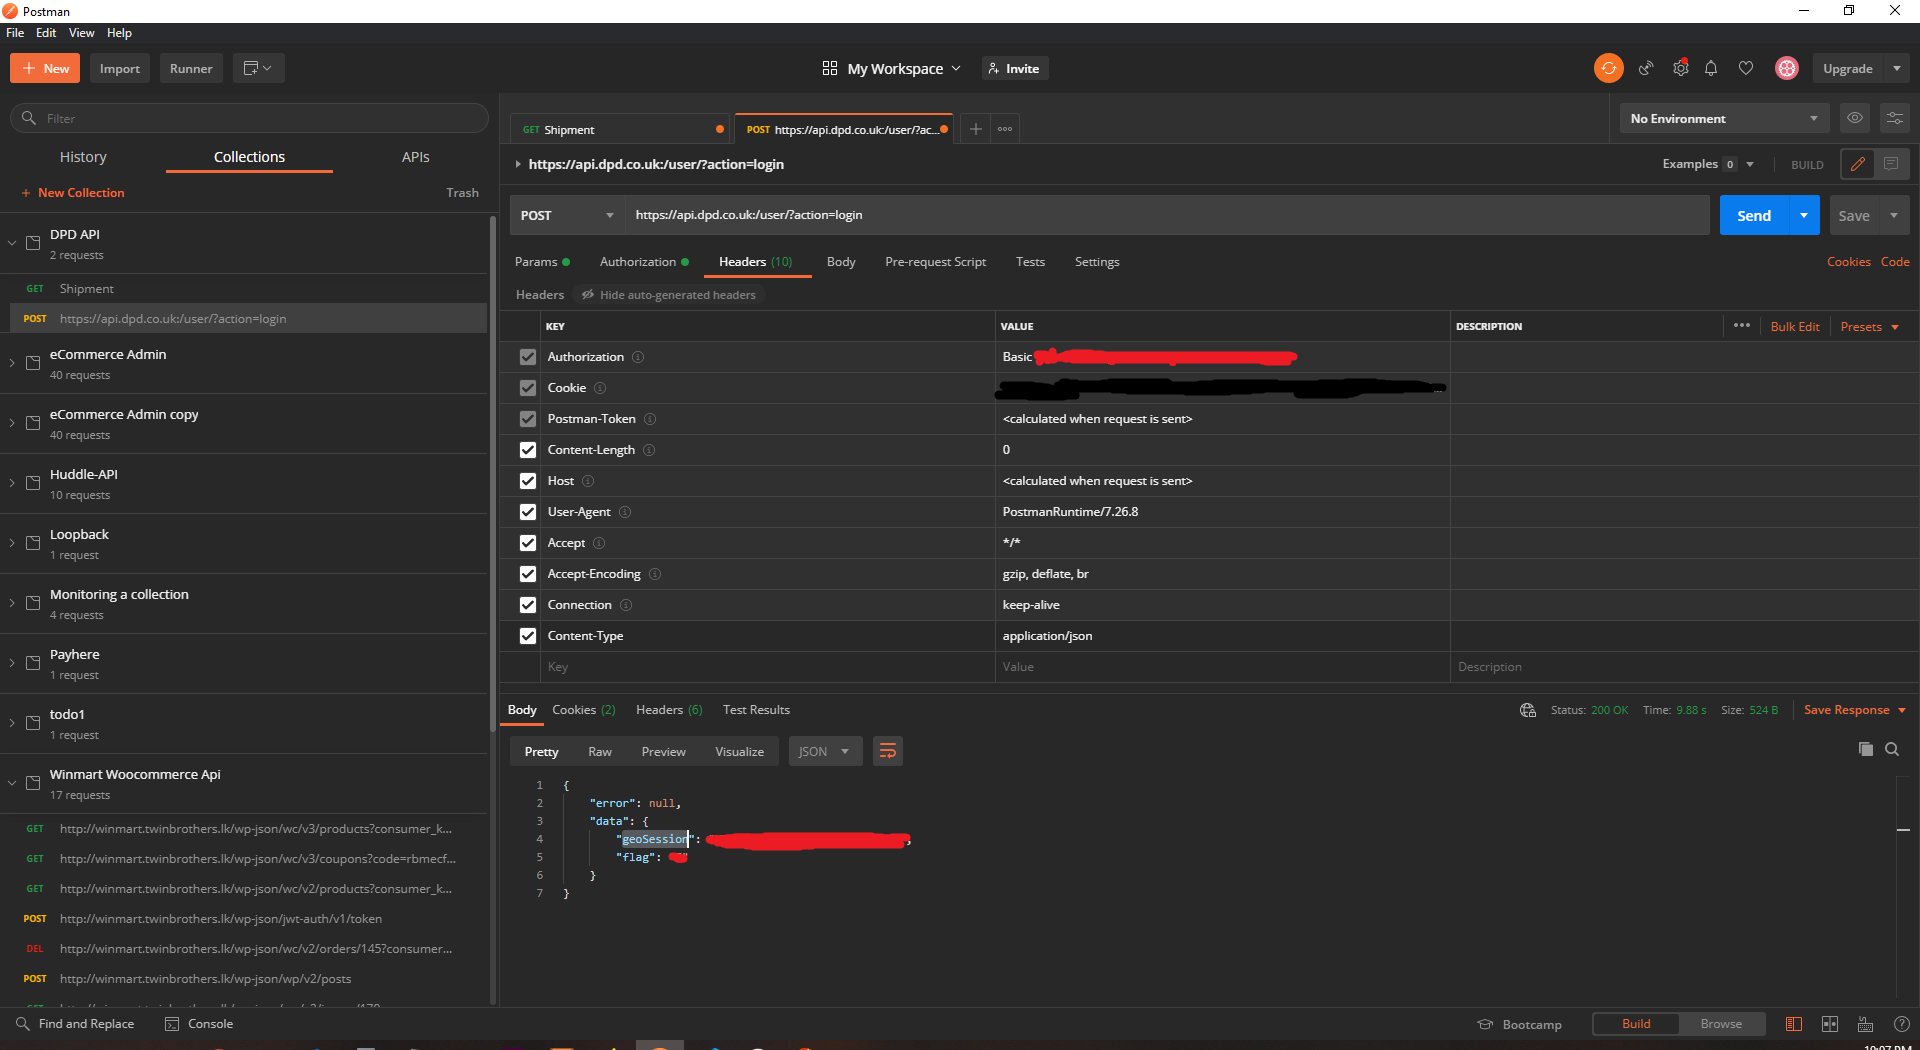 Postman
File Edit View Help
New Import Runner My Workspace Invite Upgrade
Filter
History Collections APIs
+ New Collection Trash
DPD API
2 requests
GET Shipment
POST https://api.dpd.co.uk:/user/?action=login
eCommerce Admin
40 requests
eCommerce Admin copy
40 requests
Huddle-API
10 requests
Loopback
1 request
Monitoring a collection
4 requests
Payhere
1 request
todo1
1 request
Winmart Woocommerce Api
17 requests
GET http://winmart.twinbrothers.lk/wp-json/wc/v3/products?consumer_k...
GET http://winmart.twinbrothers.lk/wp-json/wc/v3/coupons?code=rbmecf...
GET http://winmart.twinbrothers.lk/wp-json/wc/v2/products?consumer_k...
POST http://winmart.twinbrothers.lk/wp-json/jwt-auth/v1/token
DEL http://winmart.twinbrothers.lk/wp-json/wc/v2/orders/145?consumer...
POST http://winmart.twinbrothers.lk/wp-json/wp/v2/posts
GET Shipment POST https://api.dpd.co.uk:/user/?ac... No Environment
https://api.dpd.co.uk:/user/?action=login Examples 0 BUILD
POST https://api.dpd.co.uk:/user/?action=login Send Save
Params Authorization Headers (10) Body Pre-request Script Tests Settings Cookies Code
Headers Hide auto-generated headers
KEY VALUE DESCRIPTION Bulk Edit Presets
Authorization Basic
Cookie
Postman-Token <calculated when request is sent>
Content-Length 0
Host <calculated when request is sent>
User-Agent PostmanRuntime/7.26.8
Accept */*
Accept-Encoding gzip, deflate, br
Connection keep-alive
Content-Type application/json
Key Value Description
Body Cookies (2) Headers (6) Test Results Status: 200 OK Time: 9.88 s Size: 524 B Save Response
Pretty Raw Preview Visualize JSON
1 {
2 "error": null,
3 "data": {
4 "geoSession": ,
5 "flag": "
6 }
7 }
Find and Replace Console Bootcamp Build Browse